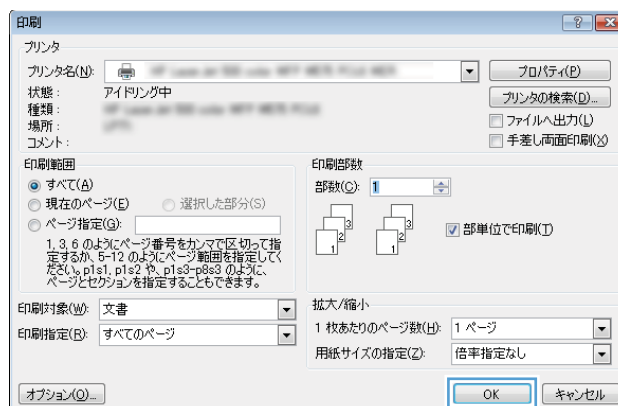 印刷
プリンタ
プリンタ名(N):
プロパティ(P)
状態: アイドリング中
プリンタの検索(D)...
種類:
場所:
ファイルへ出力(L)
コメント:
手差し両面印刷(X)
印刷範囲
すべて(A)
現在のページ(E) 選択した部分(S)
ページ指定(G):
1, 3, 6 のようにページ番号をカンマで区切って指
定するか、5-12 のようにページ範囲を指定してく
ださい。p1s1, p1s2 や、p1s3-p8s3 のように、
ページとセクションを指定することもできます。
印刷部数
部数(C): 1
1 2 3 1 2 3
部単位で印刷(T)
印刷対象(W): 文書
印刷指定(R): すべてのページ
拡大/縮小
1 枚あたりのページ数(H): 1 ページ
用紙サイズの指定(Z): 倍率指定なし
オプション(O)...
OK
キャンセル